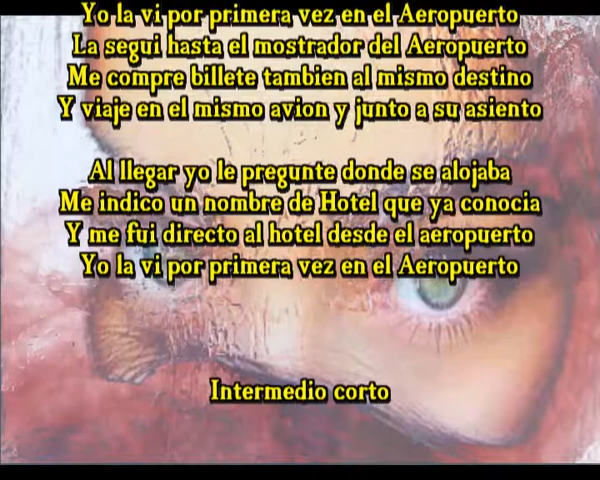 Yo la vi por primera vez en el Aeropuerto
La segui hasta el mostrador del Aeropuerto
Me compre billete tambien al mismo destino
Y viaje en el mismo avion y junto a su asiento
Al llegar yo le pregunte donde se alojaba
Me indico un nombre de Hotel que ya conocia
Y me fui directo al hotel desde el aeropuerto
Yo la vi por primera vez en el Aeropuerto
Intermedio corto